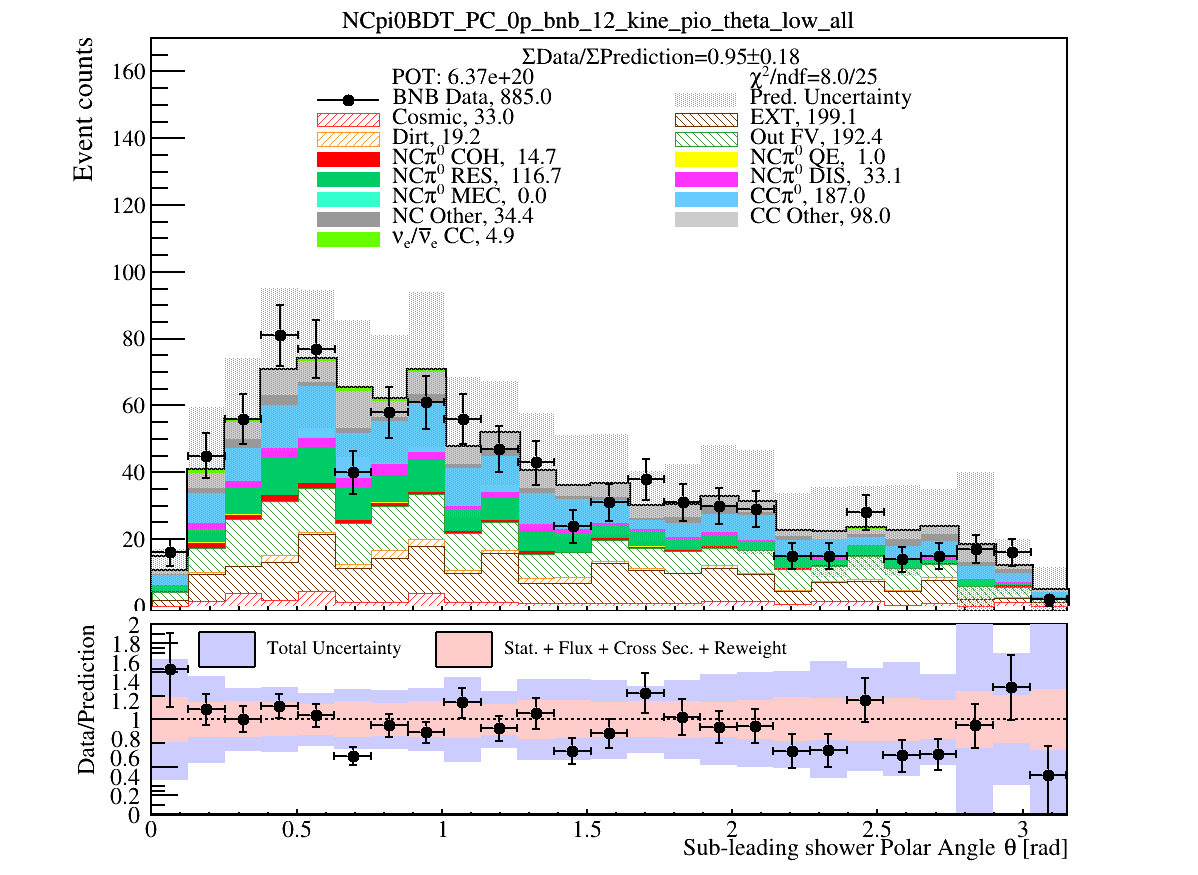 NCpi0BDT_PC_0p_bnb_12_kine_pio_theta_low_all
ΣData/ΣPrediction=0.95±0.18
POT: 6.37e+20
χ²/ndf=8.0/25
BNB Data, 885.0
Pred. Uncertainty
Cosmic, 33.0
EXT, 199.1
Dirt, 19.2
Out FV, 192.4
NCπ⁰ COH, 14.7
NCπ⁰ QE, 1.0
NCπ⁰ RES, 116.7
NCπ⁰ DIS, 33.1
NCπ⁰ MEC, 0.0
CCπ⁰, 187.0
NC Other, 34.4
CC Other, 98.0
νₑ/ν̅ₑ CC, 4.9
Event counts
160
140
120
100
80
60
40
20
0
Total Uncertainty
Stat. + Flux + Cross Sec. + Reweight
Data/Prediction
2
1.8
1.6
1.4
1.2
1
0.8
0.6
0.4
0.2
0
0 0.5 1 1.5 2 2.5 3
Sub-leading shower Polar Angle θ [rad]